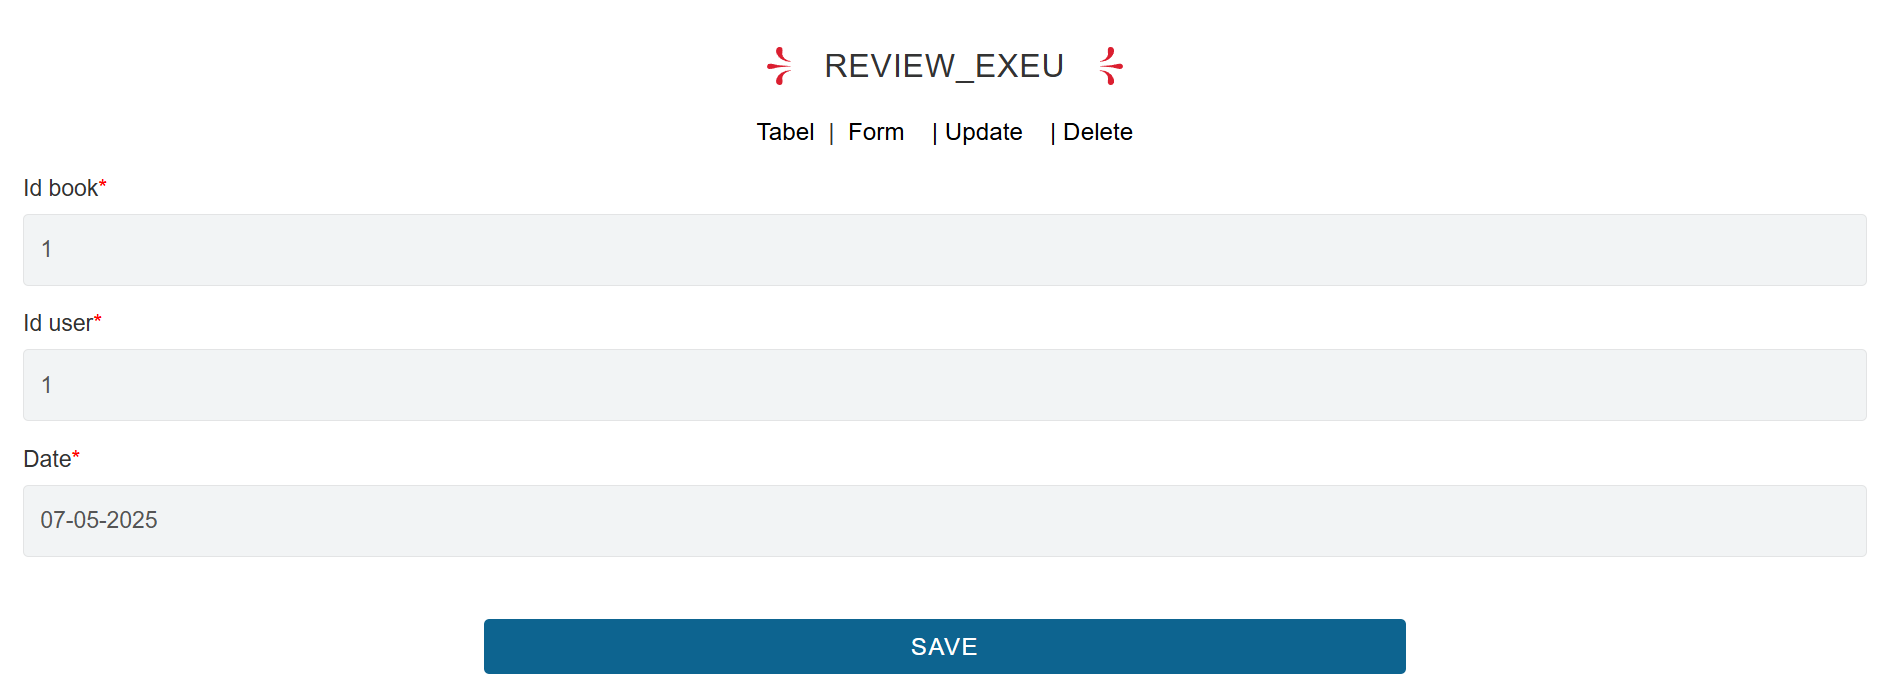 REVIEW_EXEU
Tabel | Form | Update | Delete
Id book*
1
Id user*
1
Date*
07-05-2025
SAVE